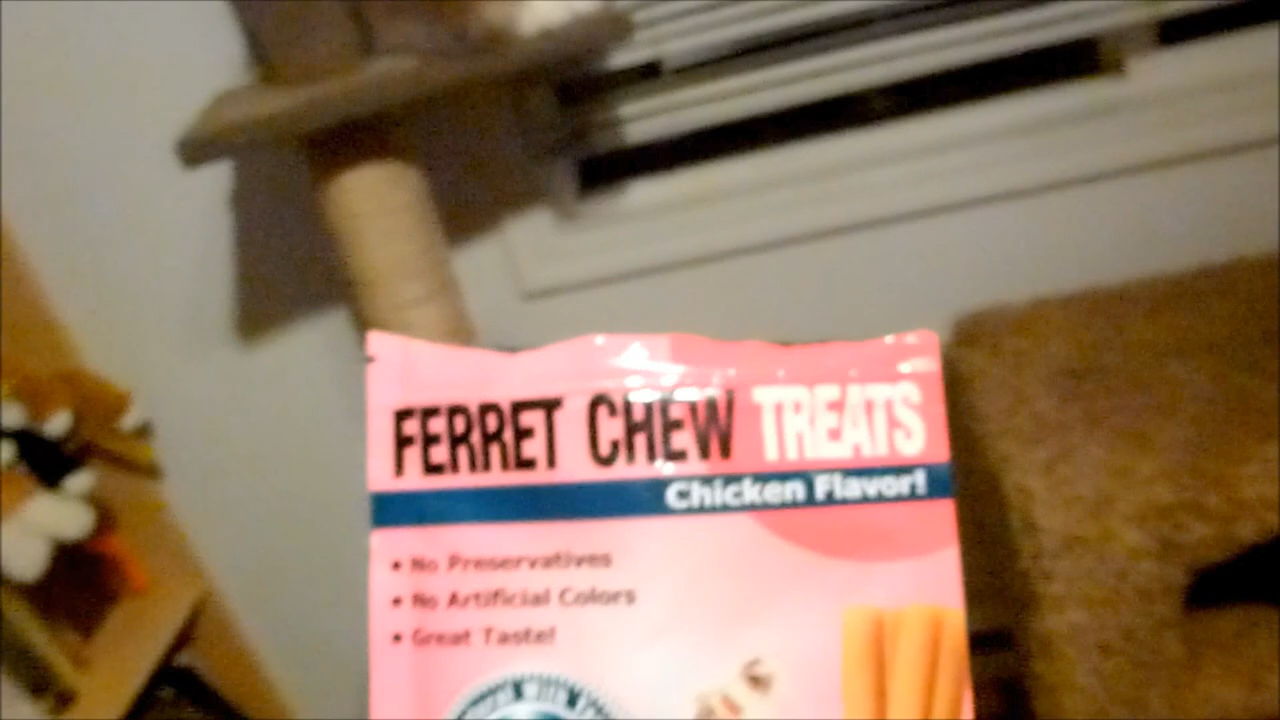 FERRET CHEW TREATS
Chicken Flavor!
• No Preservatives
• No Artificial Colors
• Great Taste!